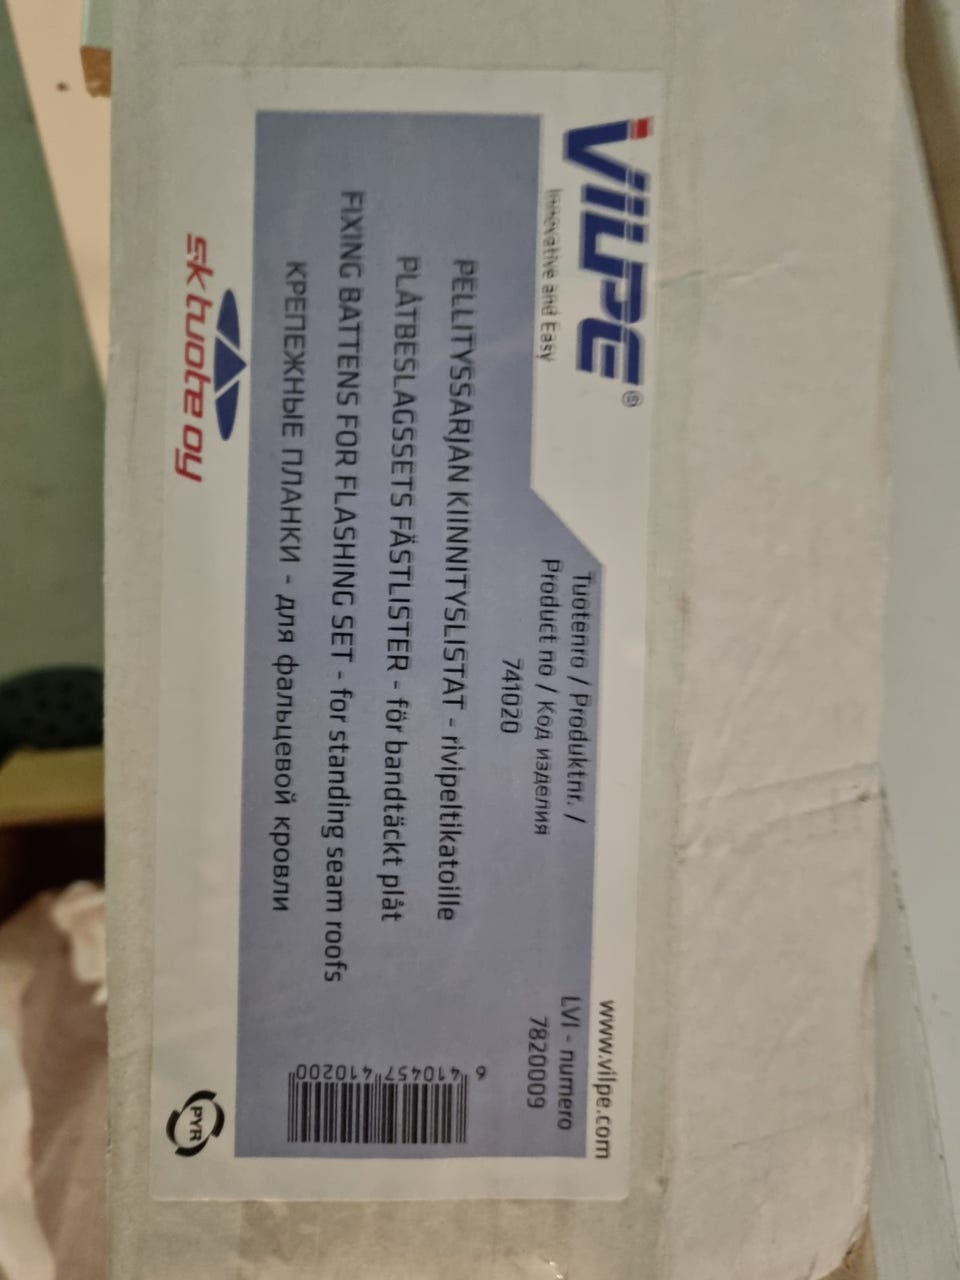 VILPE®
Innovative and Easy
www.vilpe.com
Tuotenro / Produktnr. /
Product no / Код изделия
741020
LVI - numero
7820009
PELLITYSSARJAN KIINNITYSLISTAT - rivipeltikatoille
PLÅTBESLAGSSETS FÄSTLISTER - för bandtäckt plåt
FIXING BATTENS FOR FLASHING SET - for standing seam roofs
КРЕПЕЖНЫЕ ПЛАНКИ - для фальцевой кровли
6 410457 410200
sk tuote oy
PYR